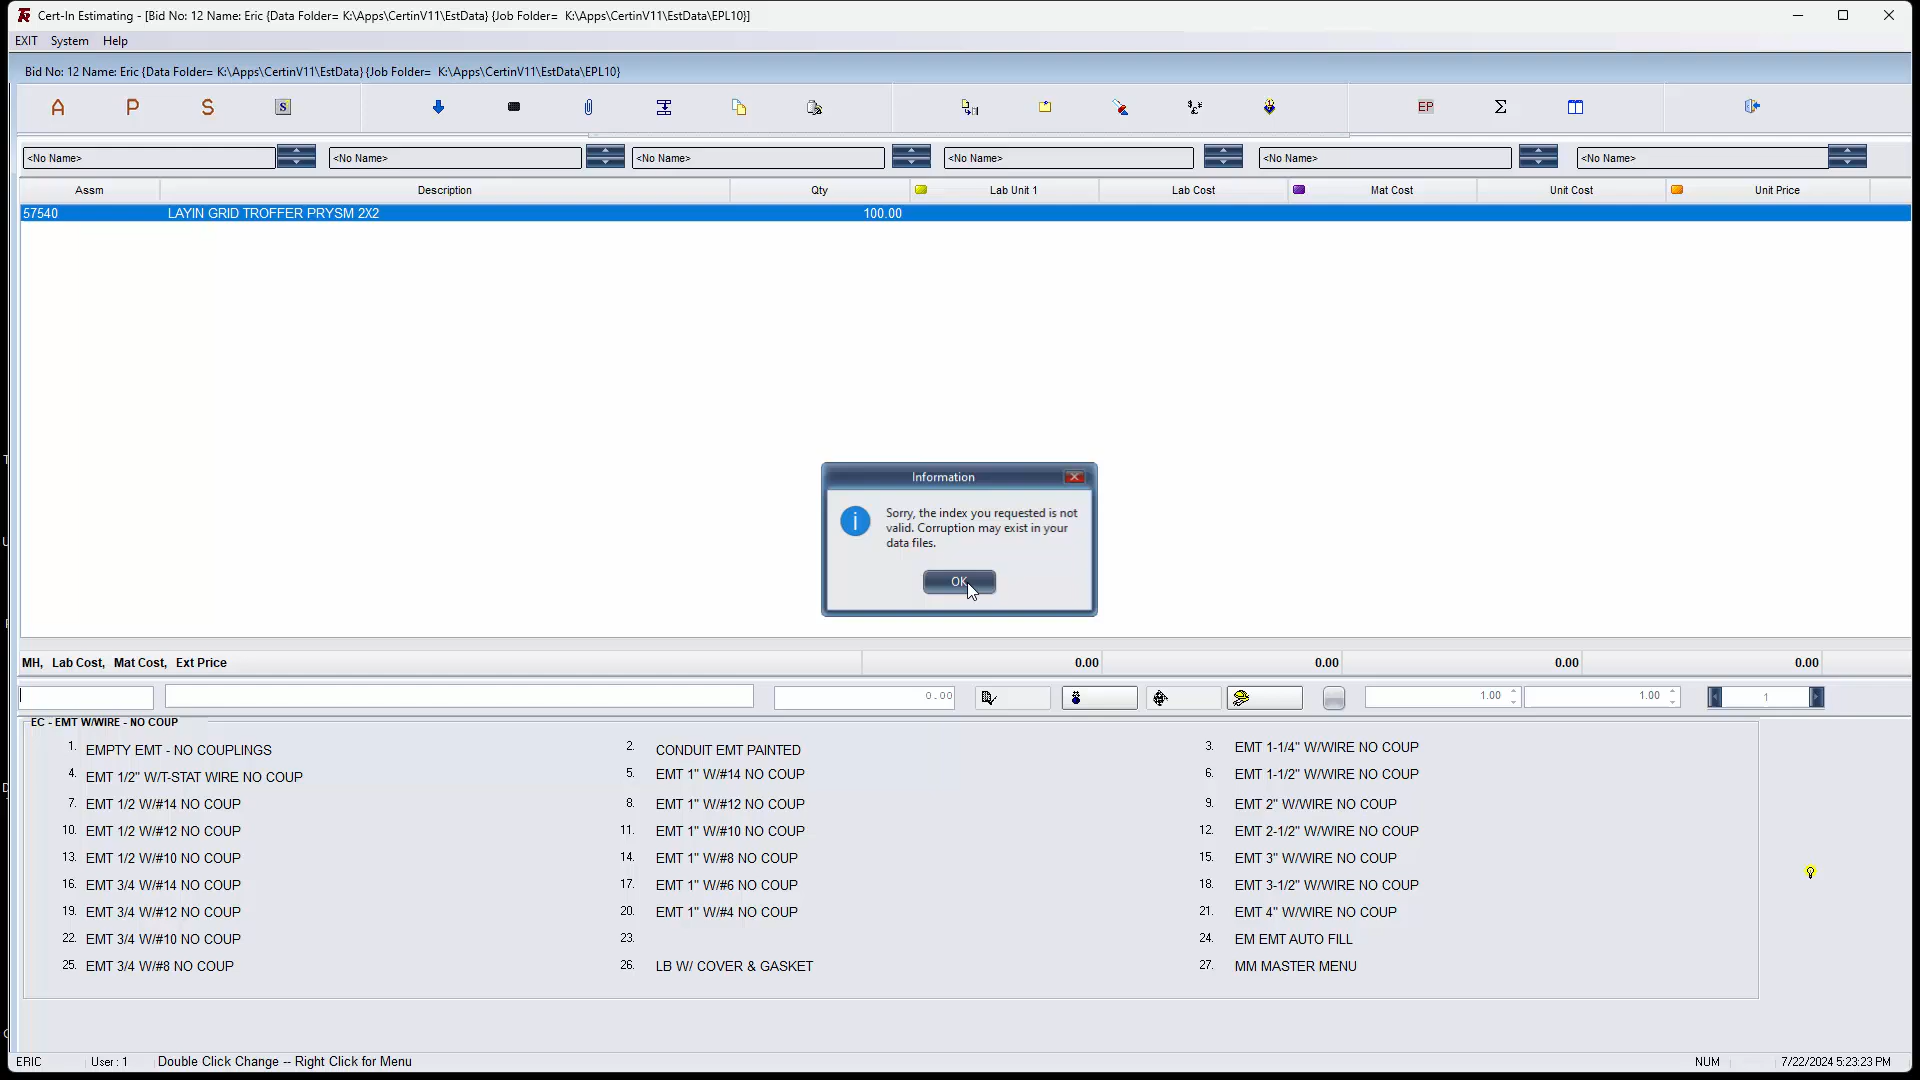 Cert-In Estimating - [Bid No: 12 Name: Eric {Data Folder= K:\Apps\CertinV11\EstData} {Job Folder= K:\Apps\CertinV11\EstData\EPL10}]
EXIT System Help
Bid No: 12 Name: Eric {Data Folder= K:\Apps\CertinV11\EstData} {Job Folder= K:\Apps\CertinV11\EstData\EPL10}
A P S S EP Σ
<No Name> <No Name> <No Name> <No Name> <No Name> <No Name>
Assm Description Qty Lab Unit 1 Lab Cost Mat Cost Unit Cost Unit Price
57540 LAYIN GRID TROFFER PRYSM 2X2 100.00
Information
Sorry, the index you requested is not
valid. Corruption may exist in your
data files.
OK
MH, Lab Cost, Mat Cost, Ext Price 0.00 0.00 0.00 0.00
0.00 1.00 1.00 1
EC - EMT W/WIRE - NO COUP
1. EMPTY EMT - NO COUPLINGS 2. CONDUIT EMT PAINTED 3. EMT 1-1/4" W/WIRE NO COUP
4. EMT 1/2" W/T-STAT WIRE NO COUP 5. EMT 1" W/#14 NO COUP 6. EMT 1-1/2" W/WIRE NO COUP
7. EMT 1/2 W/#14 NO COUP 8. EMT 1" W/#12 NO COUP 9. EMT 2" W/WIRE NO COUP
10. EMT 1/2 W/#12 NO COUP 11. EMT 1" W/#10 NO COUP 12. EMT 2-1/2" W/WIRE NO COUP
13. EMT 1/2 W/#10 NO COUP 14. EMT 1" W/#8 NO COUP 15. EMT 3" W/WIRE NO COUP
16. EMT 3/4 W/#14 NO COUP 17. EMT 1" W/#6 NO COUP 18. EMT 3-1/2" W/WIRE NO COUP
19. EMT 3/4 W/#12 NO COUP 20. EMT 1" W/#4 NO COUP 21. EMT 4" W/WIRE NO COUP
22. EMT 3/4 W/#10 NO COUP 23. 24. EM EMT AUTO FILL
25. EMT 3/4 W/#8 NO COUP 26. LB W/ COVER & GASKET 27. MM MASTER MENU
ERIC User : 1 Double Click Change -- Right Click for Menu NUM 7/22/2024 5:23:23 PM